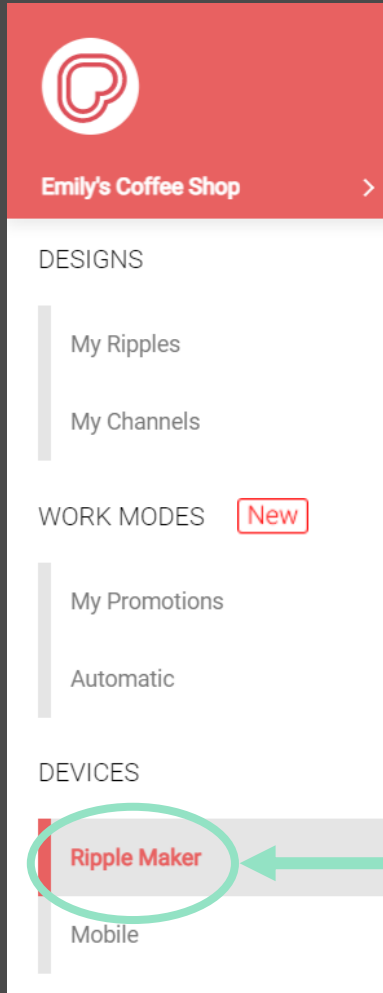 Emily's Coffee Shop
DESIGNS
My Ripples
My Channels
WORK MODES New
My Promotions
Automatic
DEVICES
Ripple Maker
Mobile